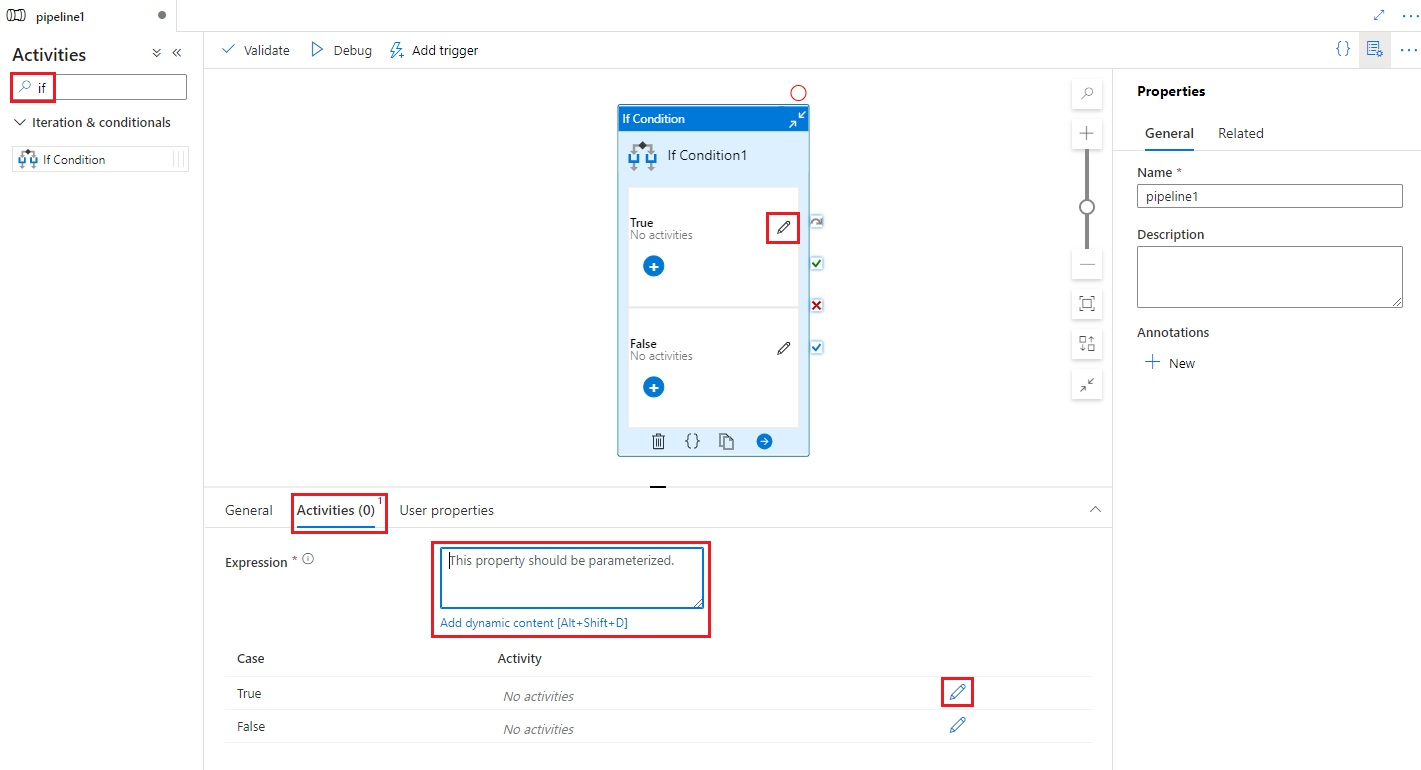 pipeline1
Activities
if
Iteration & conditionals
If Condition
Validate
Debug
Add trigger
If Condition
If Condition1
True
No activities
False
No activities
Properties
General
Related
Name *
pipeline1
Description
Annotations
New
General
Activities (0) 1
User properties
Expression *
This property should be parameterized.
Add dynamic content [Alt+Shift+D]
Case
Activity
True
No activities
False
No activities